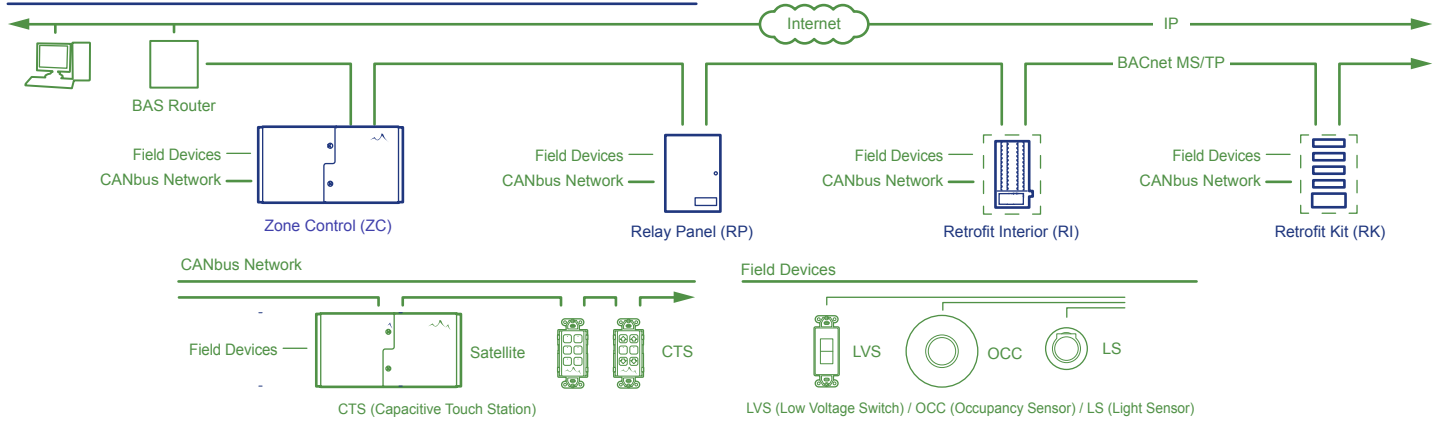 Internet
IP
BACnet MS/TP
BAS Router
Field Devices
CANbus Network
Zone Control (ZC)
Field Devices
CANbus Network
Relay Panel (RP)
Field Devices
CANbus Network
Retrofit Interior (RI)
Field Devices
CANbus Network
Retrofit Kit (RK)
CANbus Network
Field Devices
Satellite
CTS
CTS (Capacitive Touch Station)
Field Devices
LVS
OCC
LS
LVS (Low Voltage Switch) / OCC (Occupancy Sensor) / LS (Light Sensor)